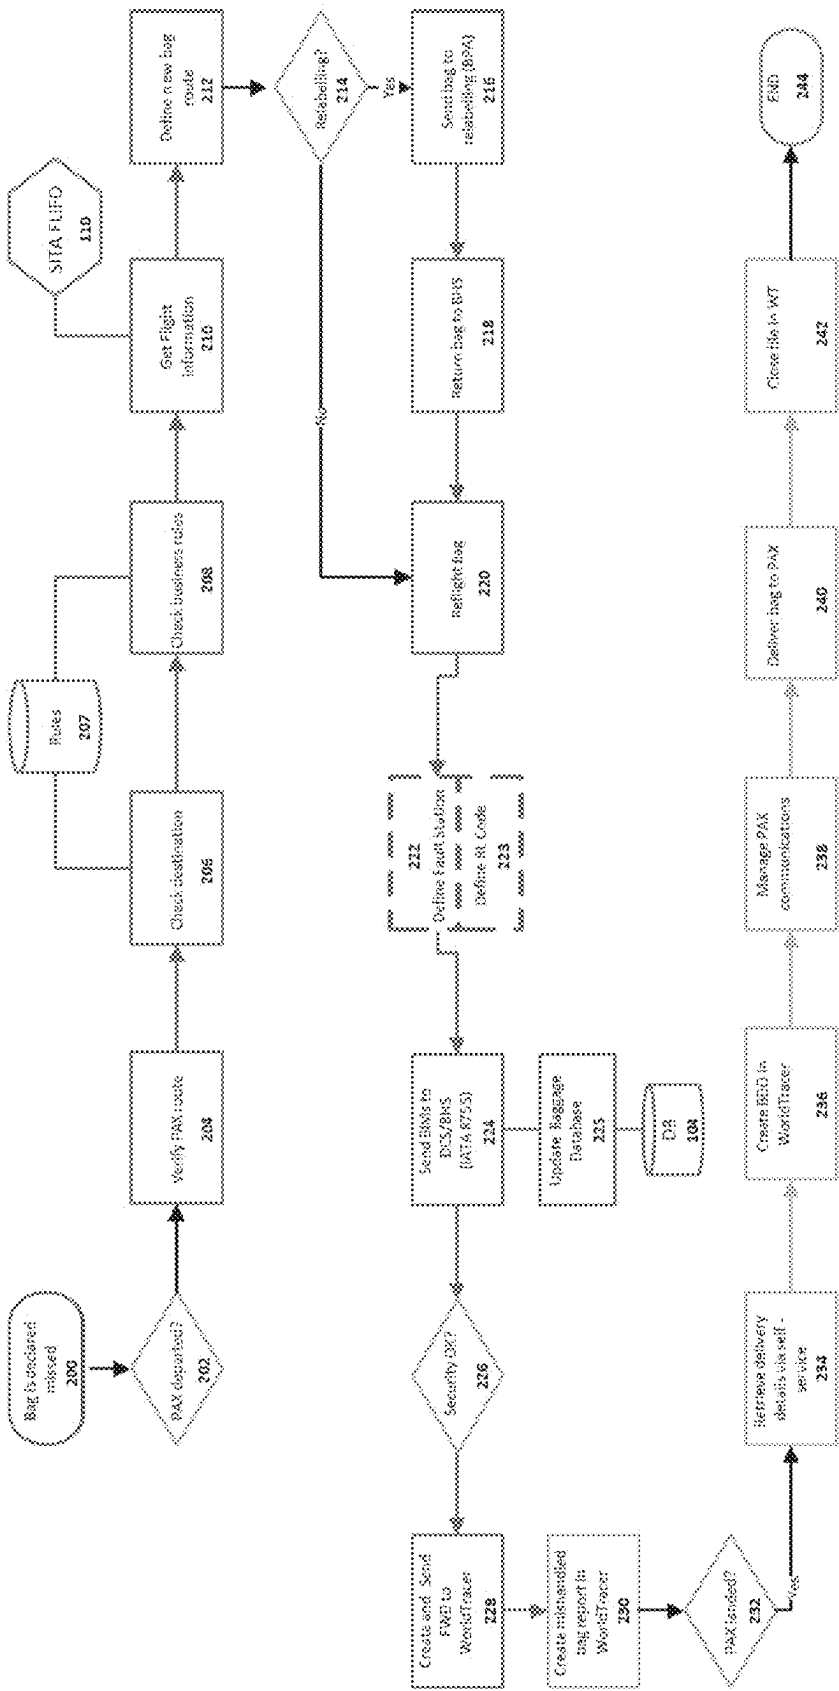 Bag is declared
missed
200
PAX departed?
202
Verify PAX route
204
Check destination
206
Rules
207
Check business rules
208
Get Flight
Information
210
SITA FLIFO
110
Define new bag
route
212
Relabelling?
214
Yes
No
Send bag to
relabelling (BPA)
216
Return bag to BHS
218
Reflight Bag
220
222
Define Fault Station
Define RL Code
223
Send BNMs to
DCS/BHS
(IATA R755)
224
Update Baggage
Database
225
DB
104
Security OK?
226
Create and Send
FWD to
WorldTracer
228
Create mishandled
bag report in
WorldTracer
230
PAX landed?
232
Yes
Retrieve delivery
details via self -
service
234
Create BDO in
WorldTracer
236
Manage PAX
communications
238
Deliver bag to PAX
240
Close file in WT
242
END
244